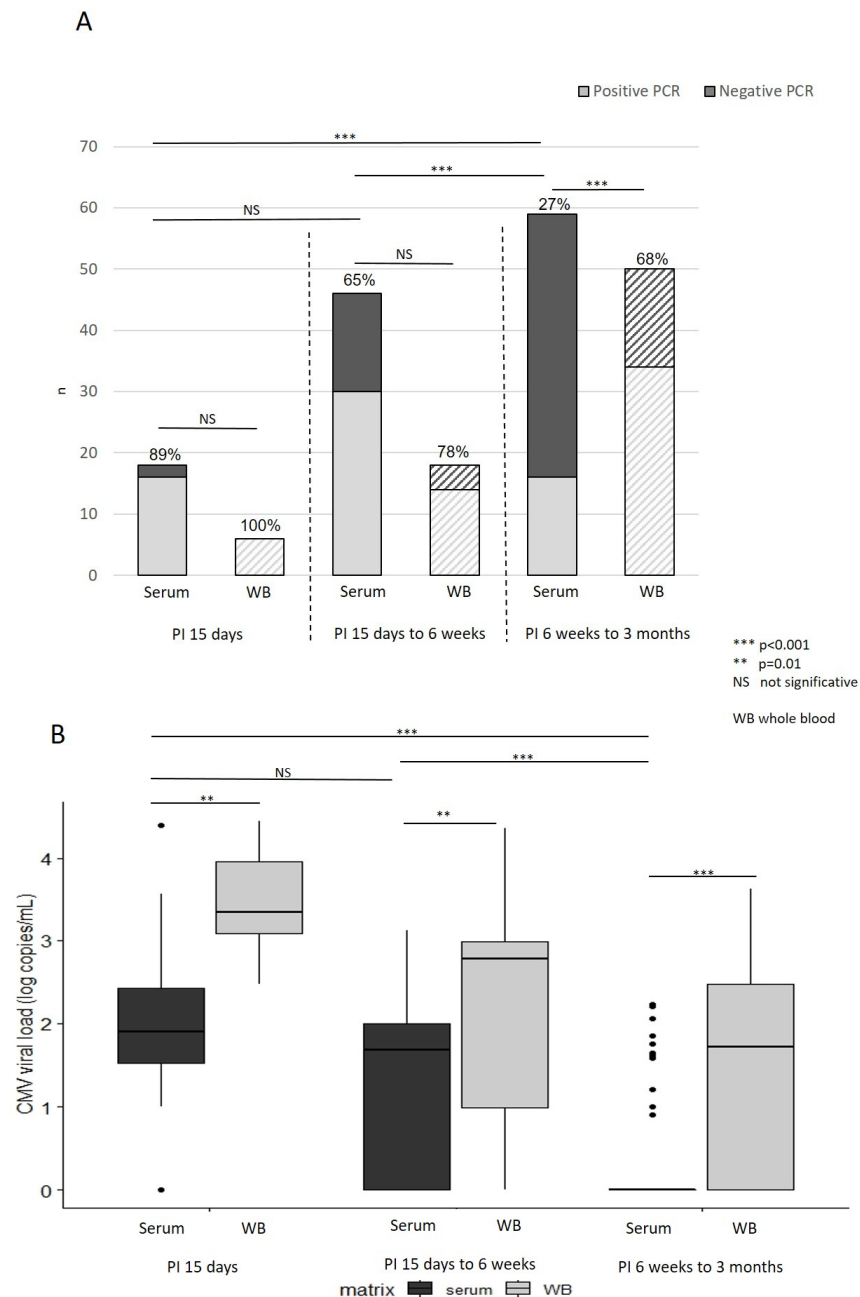 A
Positive PCR Negative PCR
70
60
50
40
30
20
10
0
n
***
***
***
NS
NS
NS
89%
100%
65%
78%
27%
68%
Serum WB Serum WB Serum WB
PI 15 days PI 15 days to 6 weeks PI 6 weeks to 3 months
*** p<0.001
** p=0.01
NS not significative
WB whole blood
B
***
***
NS
**
**
***
CMV viral load (log copies/mL)
4
3
2
1
0
Serum WB Serum WB Serum WB
PI 15 days PI 15 days to 6 weeks PI 6 weeks to 3 months
matrix serum WB